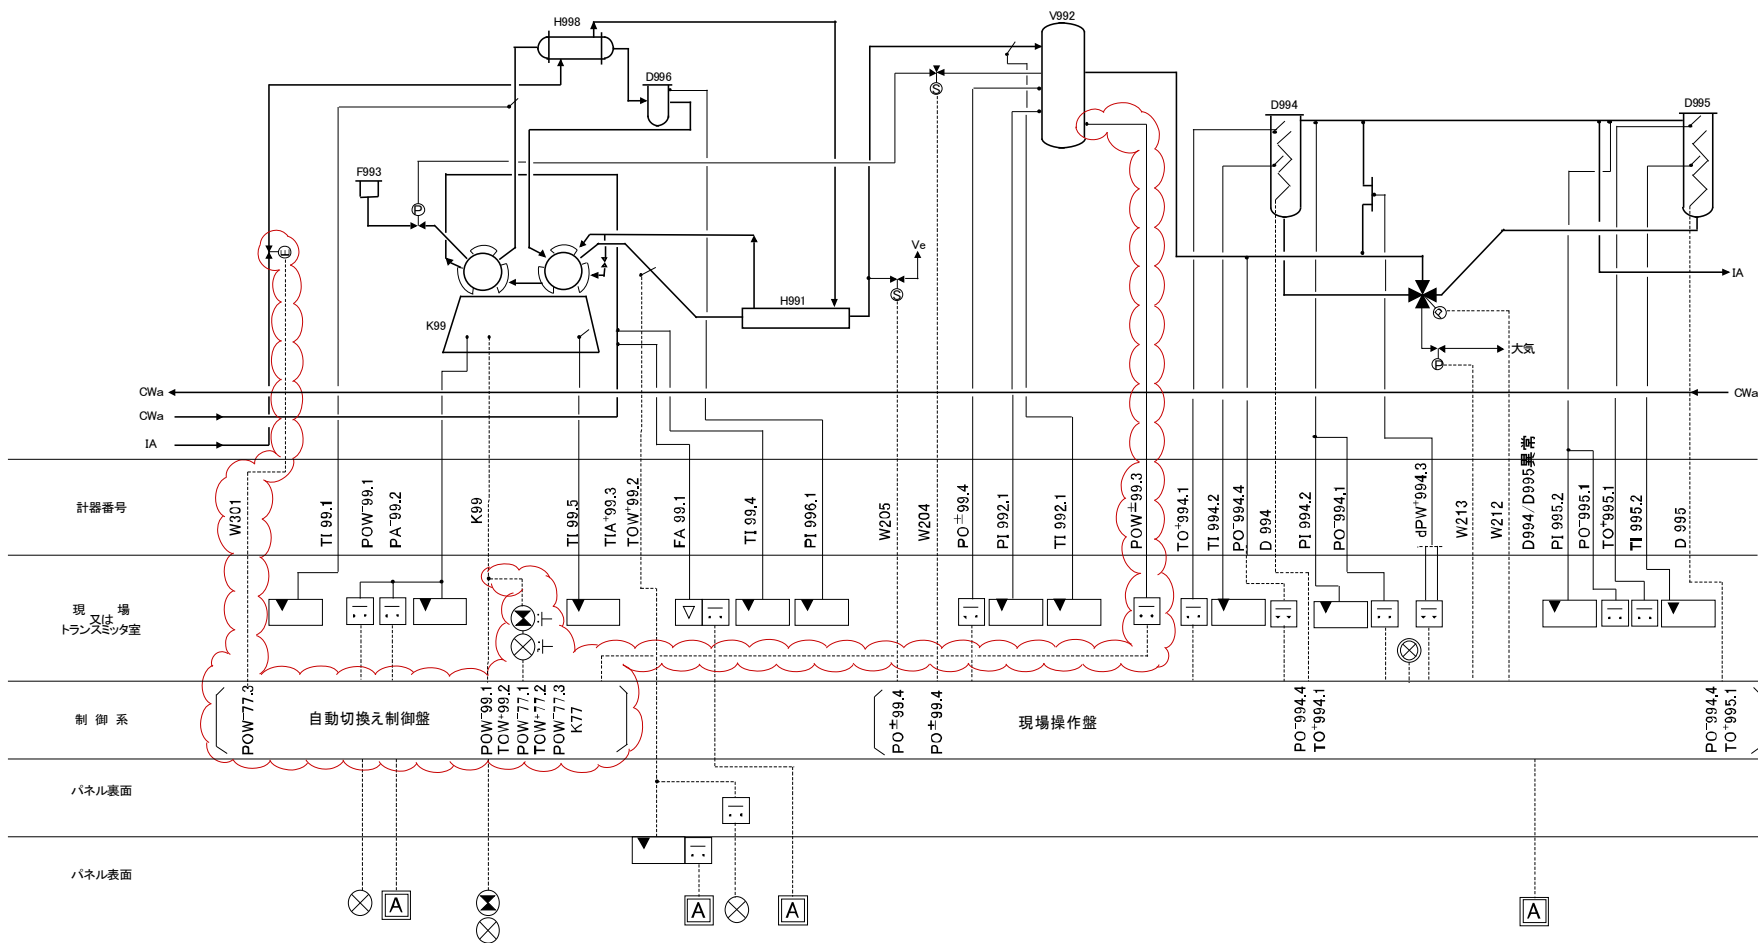 V992
H998
D996
D994
D995
F993
P
S
E
Ve
S
H991
K99
IA
P
大気
P
CWa
CWa
CWa
IA
計器番号
W301
TI 99.1
POW⁻99.1
PA⁻99.2
K99
TI 99.5
TIA⁺99.3
TOW⁺99.2
FA 99.1
TI 99.4
PI 996.1
W205
W204
PO±99.4
PI 992.1
TI 992.1
POW±99.3
TO⁺994.1
TI 994.2
PO⁻994.4
D 994
PI 994.2
PO⁻994.1
dPW⁺994.3
W213
W212
D994/D995異常
PI 995.2
PO⁻995.1
TO⁺995.1
TI 995.2
D 995
現 場
又は
トランスミッタ室
制 御 系
POW⁻77.3
自動切換え制御盤
POW⁻99.1
TOW⁺99.2
POW⁻77.1
TOW⁺77.2
POW⁻77.3
K77
PO±99.4
PO±99.4
現場操作盤
PO⁻994.4
TO⁺994.1
PO⁻994.4
TO⁺995.1
パネル裏面
パネル表面
A
A
A
A